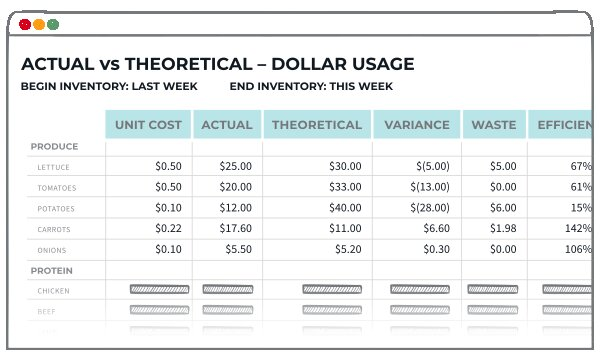 ACTUAL vs THEORETICAL – DOLLAR USAGE
BEGIN INVENTORY: LAST WEEK END INVENTORY: THIS WEEK
UNIT COST ACTUAL THEORETICAL VARIANCE WASTE EFFICIEN
PRODUCE
LETTUCE $0.50 $25.00 $30.00 $(5.00) $5.00 67%
TOMATOES $0.50 $20.00 $33.00 $(13.00) $0.00 61%
POTATOES $0.10 $12.00 $40.00 $(28.00) $6.00 15%
CARROTS $0.22 $17.60 $11.00 $6.60 $1.98 142%
ONIONS $0.10 $5.50 $5.20 $0.30 $0.00 106%
PROTEIN
CHICKEN
BEEF